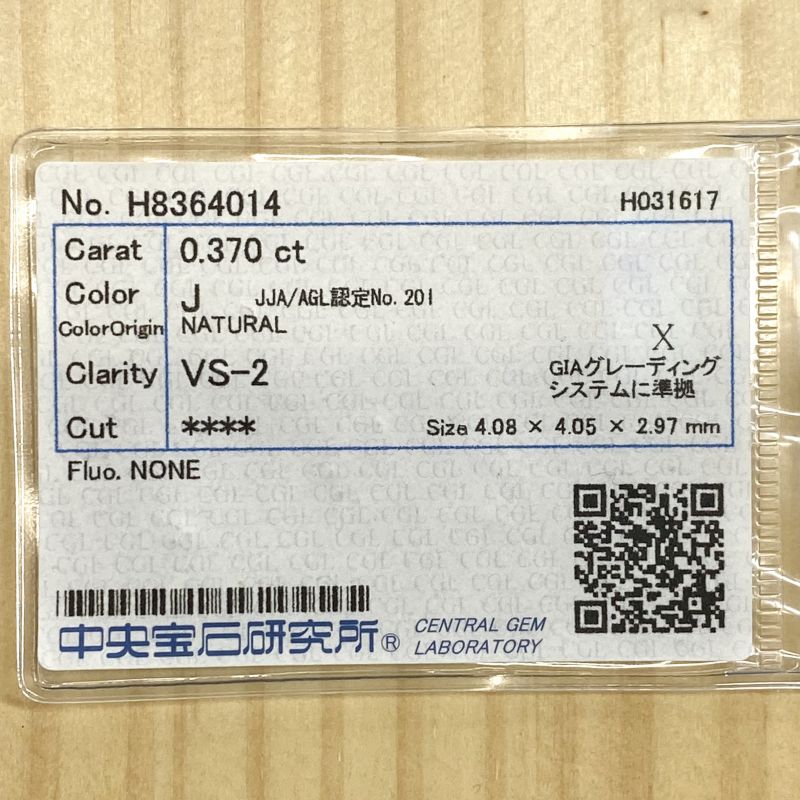 No. H8364014 H031617
Carat 0.370 ct
Color J JJA/AGL認定No.201
ColorOrigin NATURAL
X
Clarity VS-2 GIAグレーディング
システムに準拠
Cut **** Size 4.08 × 4.05 × 2.97 mm
Fluo. NONE
中央宝石研究所® CENTRAL GEM
LABORATORY